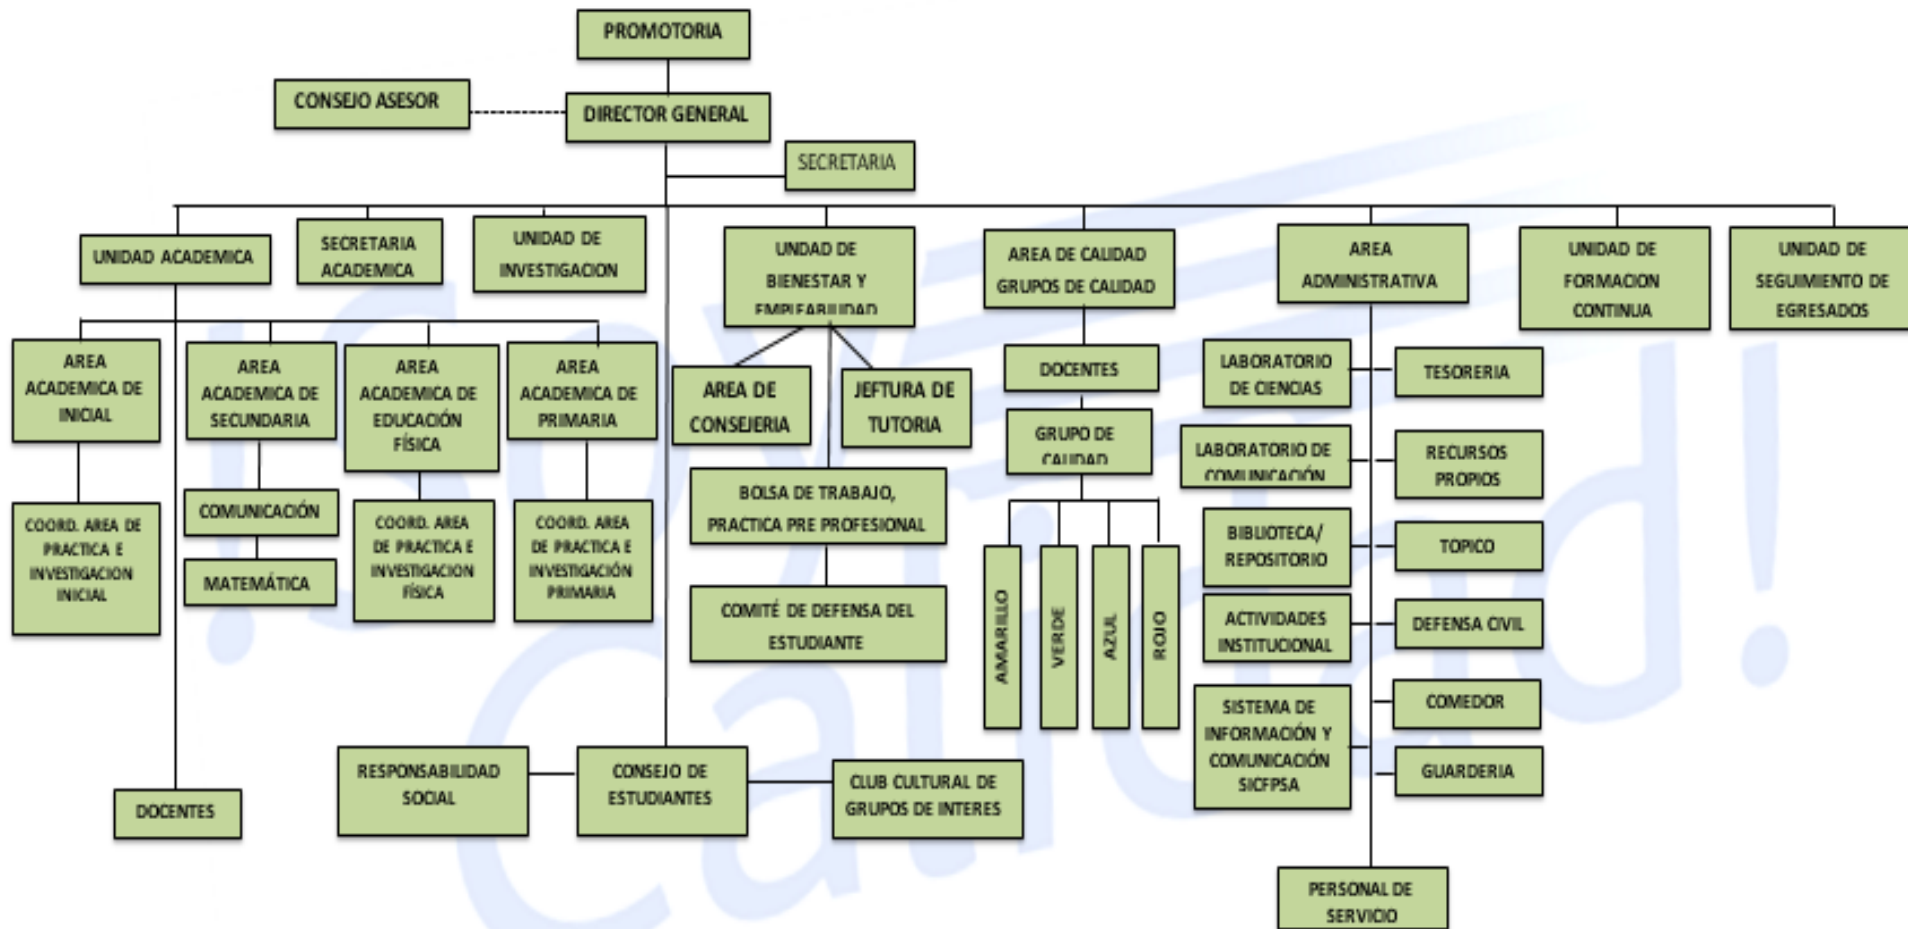 PROMOTORIA
CONSEJO ASESOR
DIRECTOR GENERAL
SECRETARIA
UNIDAD ACADEMICA
SECRETARIA
ACADEMICA
UNIDAD DE
INVESTIGACION
UNDAD DE
BIENESTAR Y
EMPLEABILIDAD
AREA DE CALIDAD
GRUPOS DE CALIDAD
AREA
ADMINISTRATIVA
UNIDAD DE
FORMACION
CONTINUA
UNIDAD DE
SEGUIMIENTO DE
EGRESADOS
AREA
ACADEMICA DE
INICIAL
AREA
ACADEMICA DE
SECUNDARIA
AREA
ACADEMICA DE
EDUCACIÓN
FÍSICA
AREA
ACADEMICA DE
PRIMARIA
AREA DE
CONSEJERIA
JEFTURA DE
TUTORIA
DOCENTES
GRUPO DE
CALIDAD
LABORATORIO
DE CIENCIAS
TESORERIA
LABORATORIO DE
COMUNICACIÓN
RECURSOS
PROPIOS
COORD. AREA DE
PRACTICA E
INVESTIGACION
INICIAL
COMUNICACIÓN
MATEMÁTICA
COORD. AREA
DE PRACTICA E
INVESTIGACION
FÍSICA
COORD. AREA
DE PRACTICA E
INVESTIGACIÓN
PRIMARIA
BOLSA DE TRABAJO,
PRACTICA PRE PROFESIONAL
COMITÉ DE DEFENSA DEL
ESTUDIANTE
AMARILLO
VERDE
AZUL
ROJO
BIBLIOTECA/
REPOSITORIO
TOPICO
ACTIVIDADES
INSTITUCIONAL
DEFENSA CIVIL
SISTEMA DE
INFORMACIÓN Y
COMUNICACIÓN
SICFPSA
COMEDOR
GUARDERIA
DOCENTES
RESPONSABILIDAD
SOCIAL
CONSEJO DE
ESTUDIANTES
CLUB CULTURAL DE
GRUPOS DE INTERES
PERSONAL DE
SERVICIO
¡Soy
Calidad!